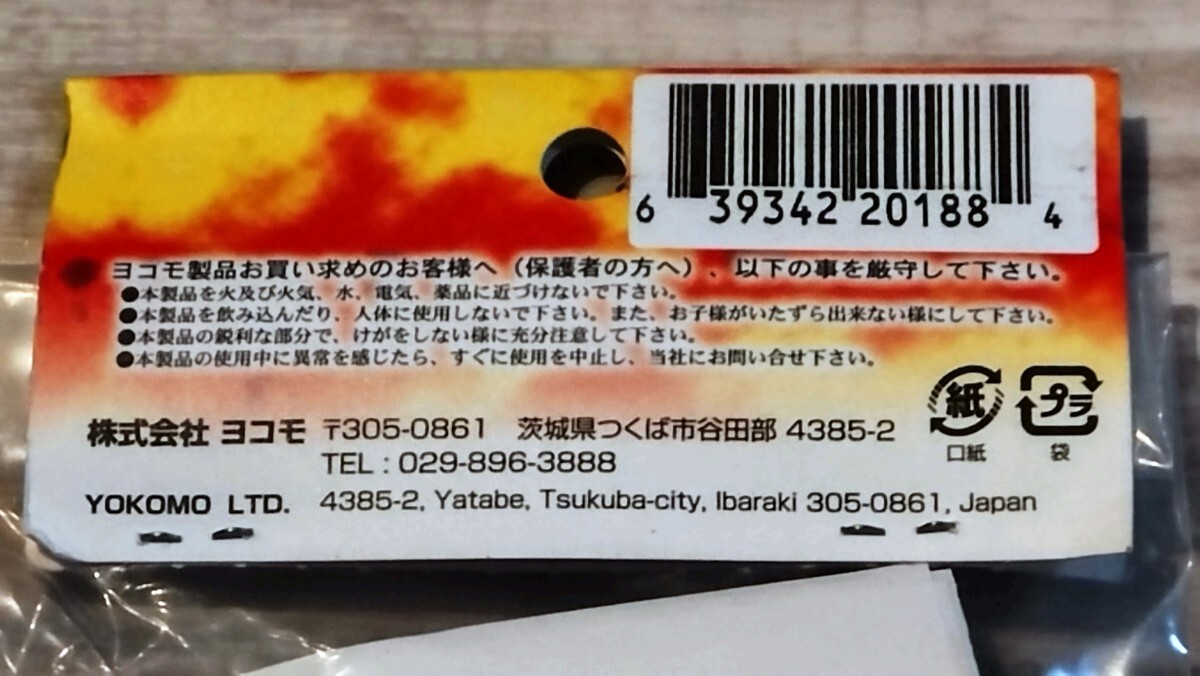 6 39342 20188 4
ヨコモ製品お買い求めのお客様へ（保護者の方へ）、以下の事を厳守して下さい。
●本製品を火及び火気、水、電気、薬品に近づけないで下さい。
●本製品を飲み込んだり、人体に使用しないで下さい。また、お子様がいたずら出来ない様にして下さい。
●本製品の鋭利な部分で、けがをしない様に充分注意して下さい。
●本製品の使用中に異常を感じたら、すぐに使用を中止し、当社にお問い合せ下さい。
株式会社 ヨコモ 〒305-0861 茨城県つくば市谷田部 4385-2
TEL : 029-896-3888
YOKOMO LTD. 4385-2, Yatabe, Tsukuba-city, Ibaraki 305-0861, Japan
紙 プラ
口紙 袋